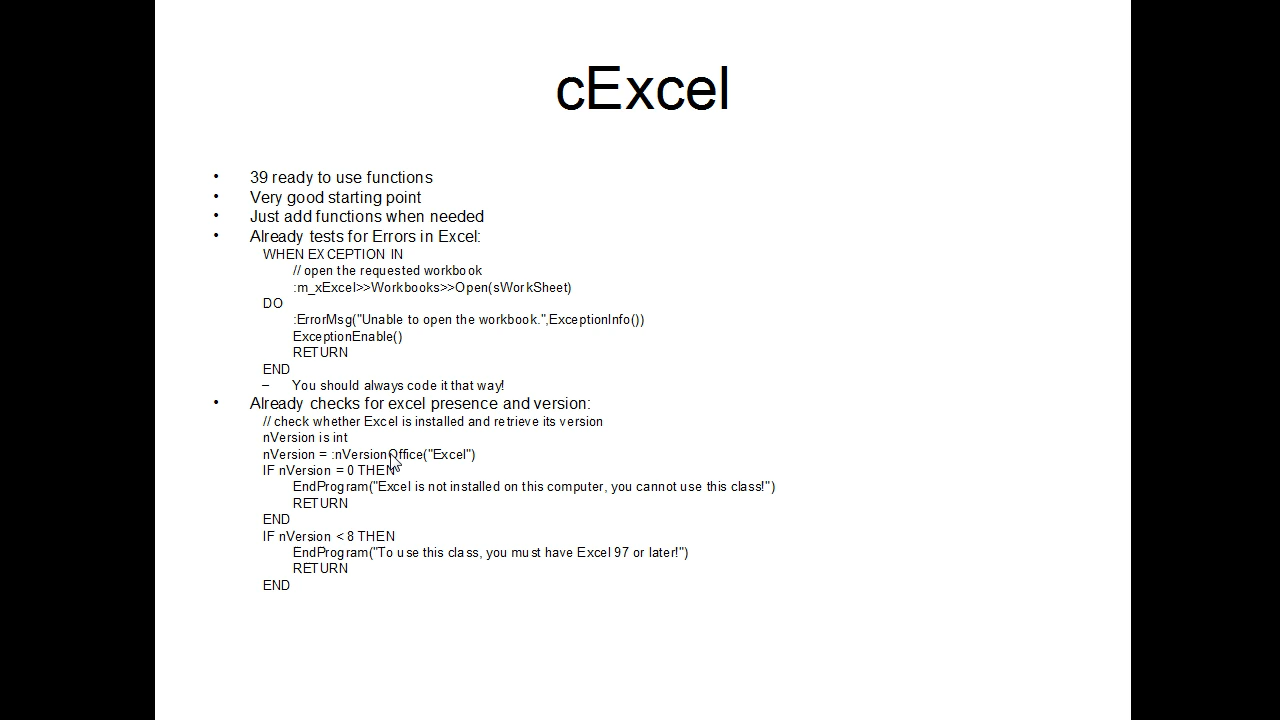 cExcel
• 39 ready to use functions
• Very good starting point
• Just add functions when needed
• Already tests for Errors in Excel:
WHEN EXCEPTION IN
// open the requested workbook
:m_xExcel>>Workbooks>>Open(sWorkSheet)
DO
:ErrorMsg("Unable to open the workbook.",ExceptionInfo())
ExceptionEnable()
RETURN
END
– You should always code it that way!
• Already checks for excel presence and version:
// check whether Excel is installed and retrieve its version
nVersion is int
nVersion = :nVersionOffice("Excel")
IF nVersion = 0 THEN
EndProgram("Excel is not installed on this computer, you cannot use this class!")
RETURN
END
IF nVersion < 8 THEN
EndProgram("To use this class, you must have Excel 97 or later!")
RETURN
END